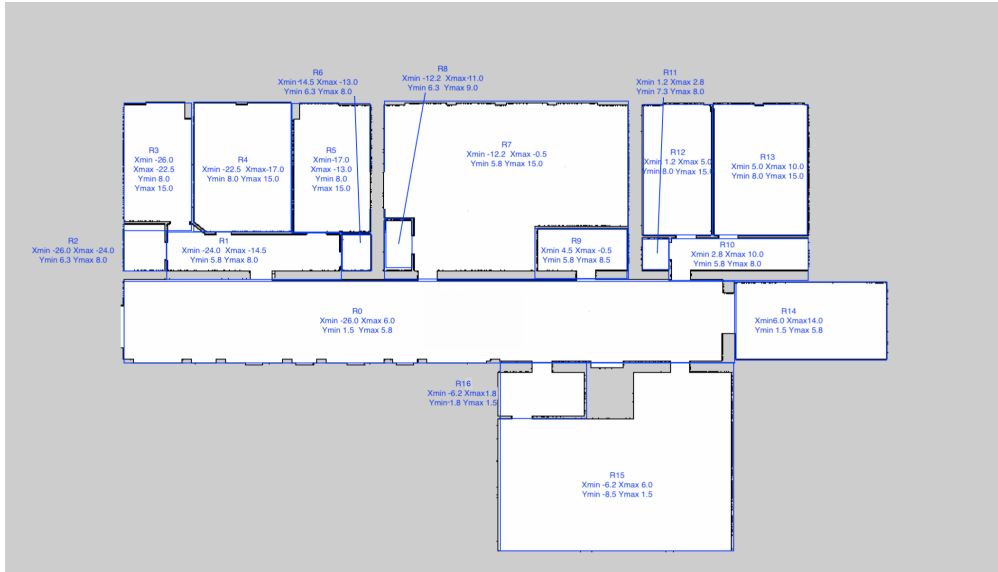 R6
Xmin-14.5 Xmax -13.0
Ymin 6.3 Ymax 8.0
R8
Xmin -12.2 Xmax-11.0
Ymin 6.3 Ymax 9.0
R11
Xmin 1.2 Xmax 2.8
Ymin 7.3 Ymax 8.0
R3
Xmin -26.0
Xmax -22.5
Ymin 8.0
Ymax 15.0
R4
Xmin -22.5 Xmax-17.0
Ymin 8.0 Ymax 15.0
R5
Xmin-17.0
Xmax -13.0
Ymin 8.0
Ymax 15.0
R7
Xmin -12.2 Xmax -0.5
Ymin 5.8 Ymax 15.0
R12
Xmin 1.2 Xmax 5.0
Ymin 8.0 Ymax 15.0
R13
Xmin 5.0 Xmax 10.0
Ymin 8.0 Ymax 15.0
R2
Xmin -26.0 Xmax -24.0
Ymin 6.3 Ymax 8.0
R1
Xmin -24.0 Xmax -14.5
Ymin 5.8 Ymax 8.0
R9
Xmin 4.5 Xmax -0.5
Ymin 5.8 Ymax 8.5
R10
Xmin 2.8 Xmax 10.0
Ymin 5.8 Ymax 8.0
R0
Xmin -26.0 Xmax 6.0
Ymin 1.5 Ymax 5.8
R14
Xmin6.0 Xmax14.0
Ymin 1.5 Ymax 5.8
R16
Xmin -6.2 Xmax1.8
Ymin-1.8 Ymax 1.5
R15
Xmin -6.2 Xmax 6.0
Ymin -8.5 Ymax 1.5